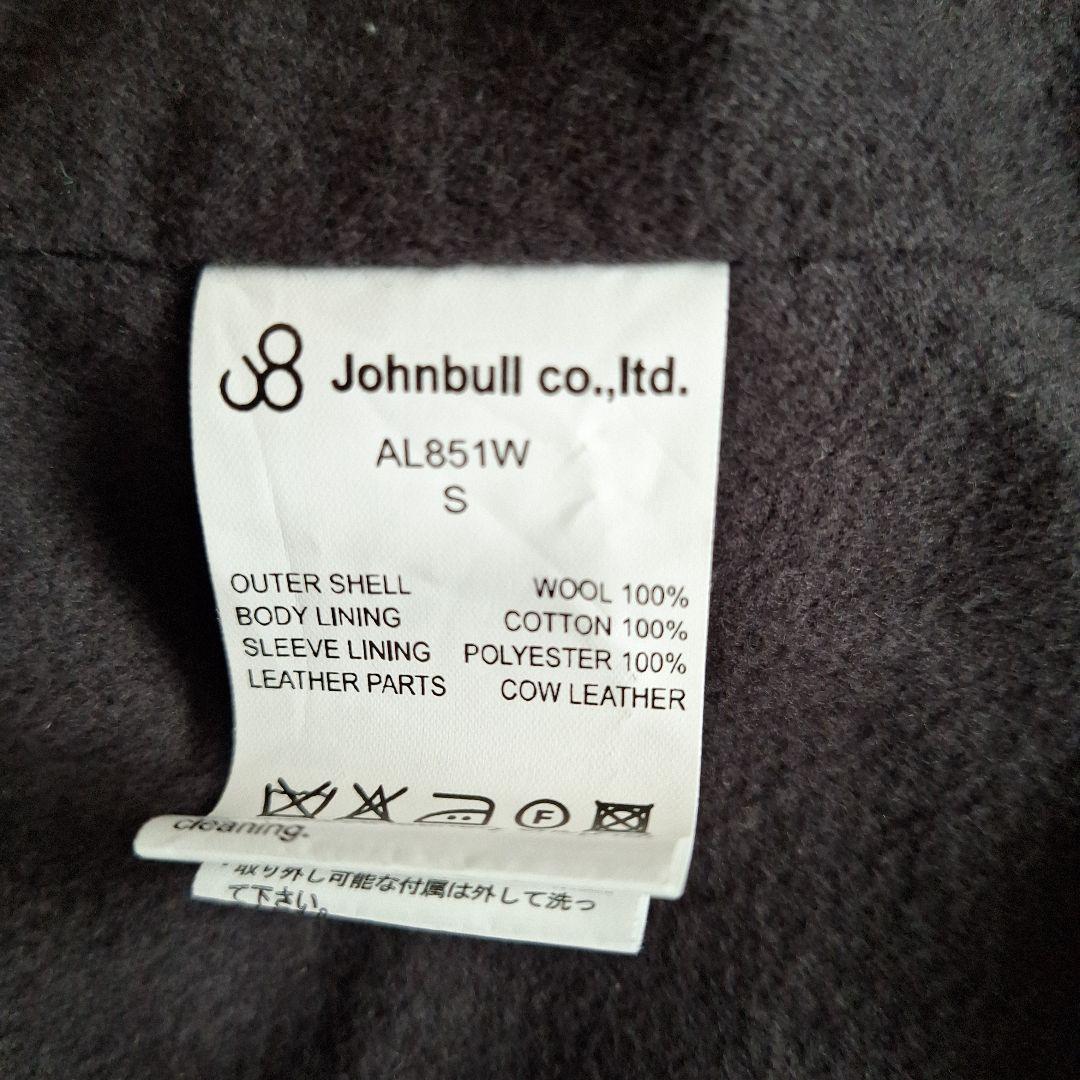 Johnbull co.,ltd.
AL851W
S
OUTER SHELL WOOL 100%
BODY LINING COTTON 100%
SLEEVE LINING POLYESTER 100%
LEATHER PARTS COW LEATHER
F
cleaning.
・取り外し可能な付属は外して洗っ
て下さい。